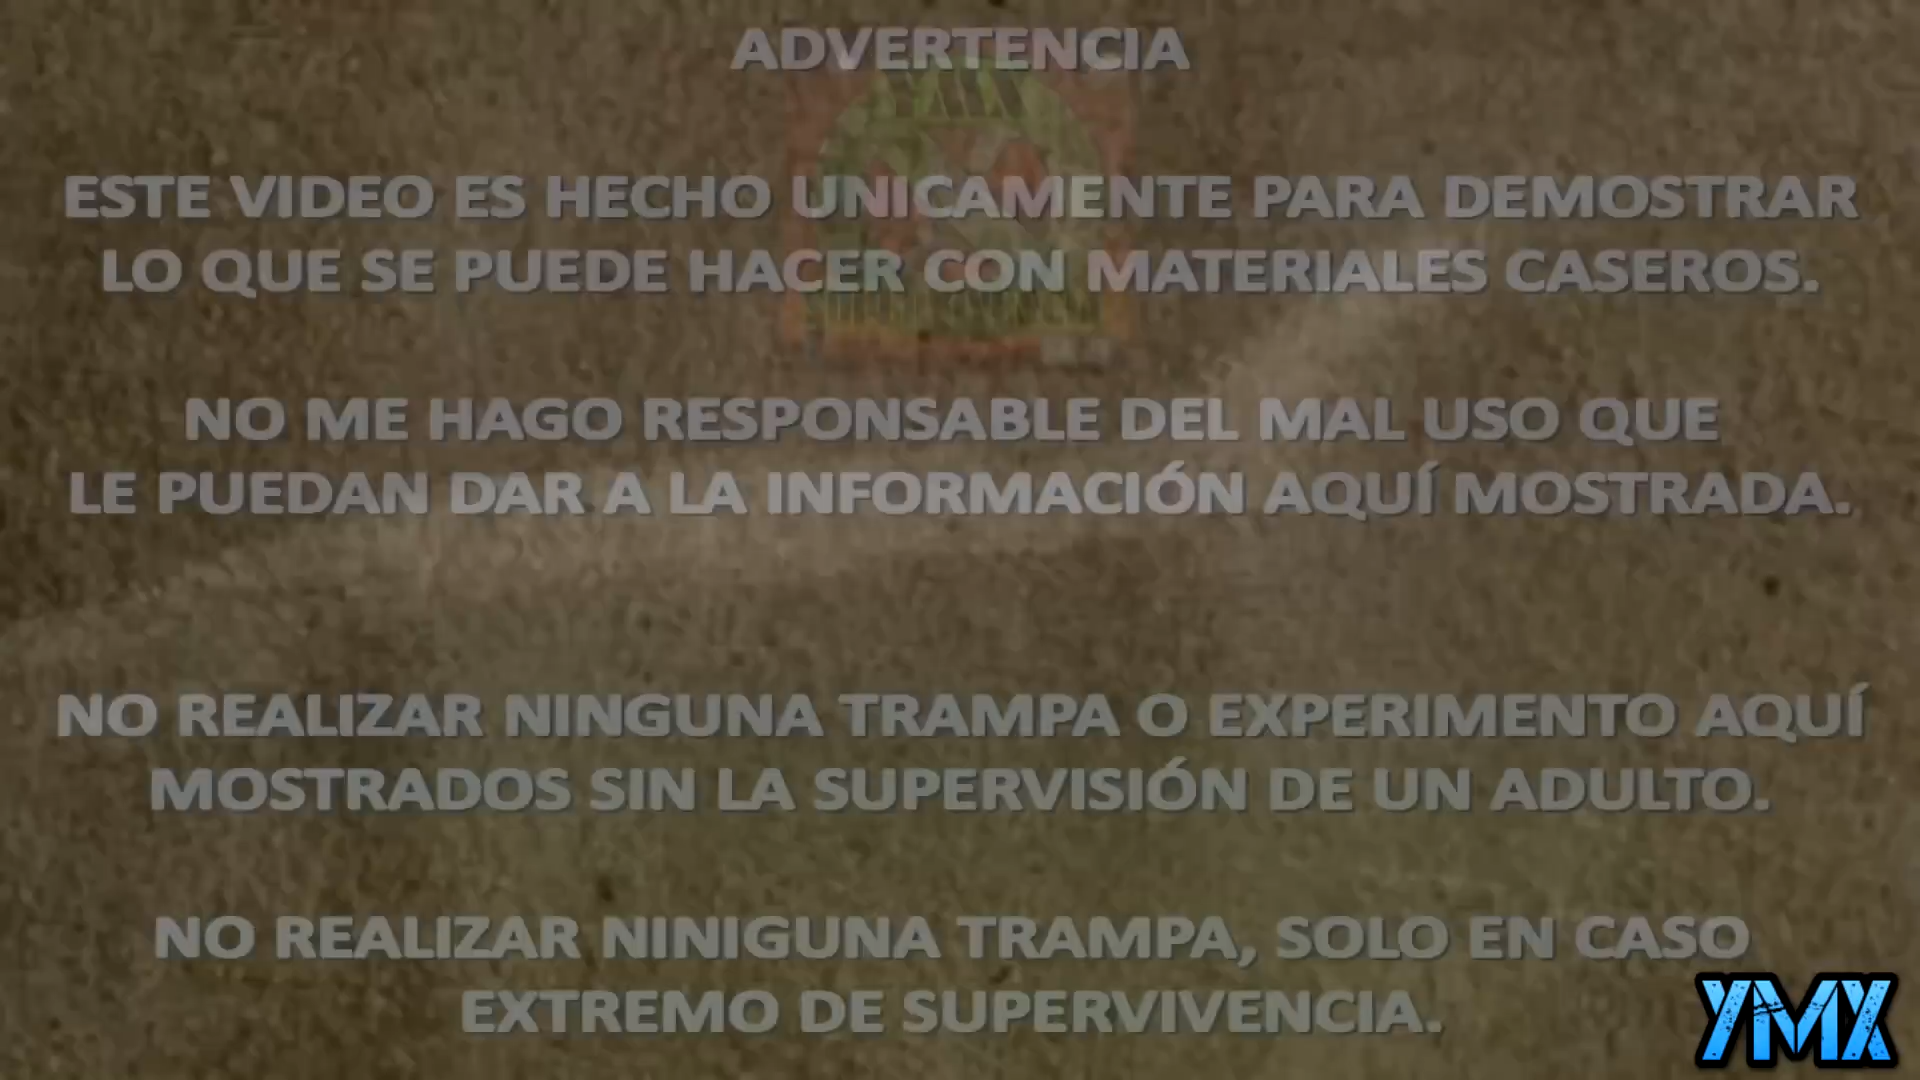 ADVERTENCIA
ESTE VIDEO ES HECHO UNICAMENTE PARA DEMOSTRAR
LO QUE SE PUEDE HACER CON MATERIALES CASEROS.
NO ME HAGO RESPONSABLE DEL MAL USO QUE
LE PUEDAN DAR A LA INFORMACIÓN AQUÍ MOSTRADA.
NO REALIZAR NINGUNA TRAMPA O EXPERIMENTO AQUÍ
MOSTRADOS SIN LA SUPERVISIÓN DE UN ADULTO.
NO REALIZAR NINIGUNA TRAMPA, SOLO EN CASO
EXTREMO DE SUPERVIVENCIA.
YMX